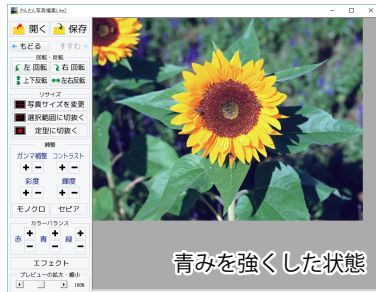 かんたん写真編集Lite2
開く 保存
もどる すすむ
回転・反転
左 回転 右 回転
上下反転 左右反転
リサイズ
写真サイズを変更
選択範囲に切抜く
定型に切抜く
補整
ガンマ補整 コントラスト
彩度 輝度
モノクロ セピア
カラーバランス
赤 青 緑
エフェクト
プレビューの拡大・縮小
100%
青みを強くした状態